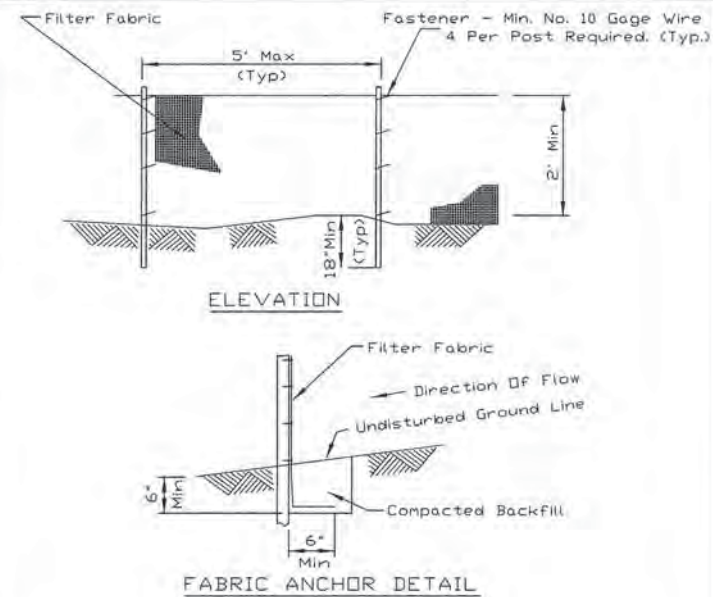 Filter Fabric
Fastener - Min. No. 10 Gage Wire
4 Per Post Required. (Typ.)
5' Max
(Typ)
2' Min
18"Min
(Typ)
ELEVATION
Filter Fabric
Direction Of Flow
Undisturbed Ground Line
6"
Min
Compacted Backfill
6"
Min
FABRIC ANCHOR DETAIL